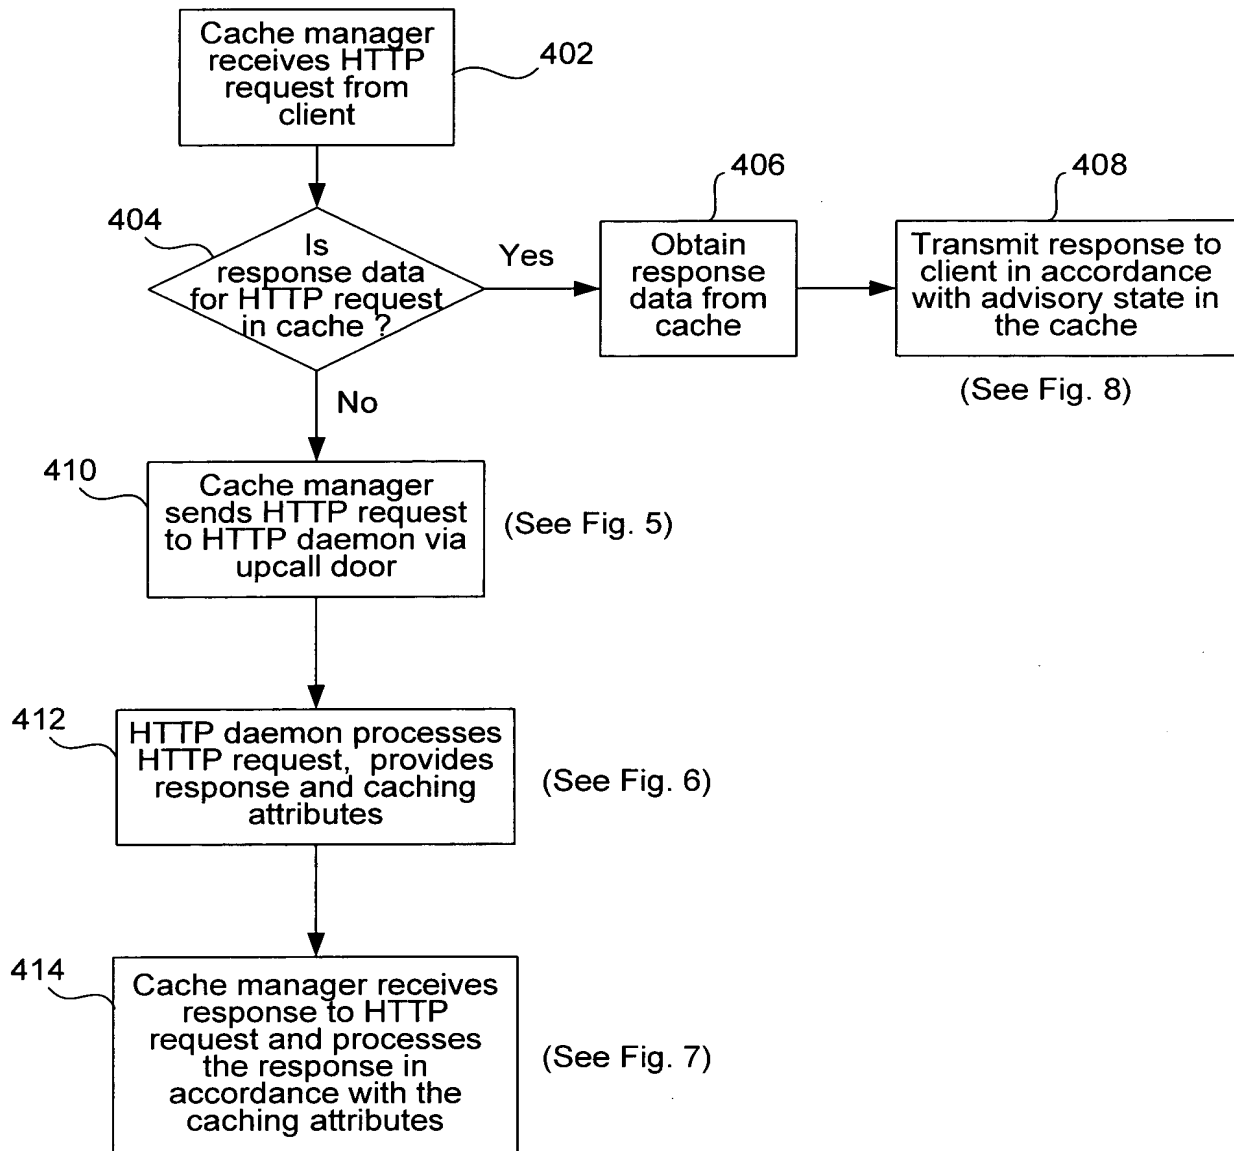 Cache manager
receives HTTP
request from
client
402
404
Is
response data
for HTTP request
in cache ?
Yes
406
Obtain
response
data from
cache
408
Transmit response to
client in accordance
with advisory state in
the cache
(See Fig. 8)
No
410
Cache manager
sends HTTP request
to HTTP daemon via
upcall door
(See Fig. 5)
412
HTTP daemon processes
HTTP request, provides
response and caching
attributes
(See Fig. 6)
414
Cache manager receives
response to HTTP
request and processes
the response in
accordance with the
caching attributes
(See Fig. 7)